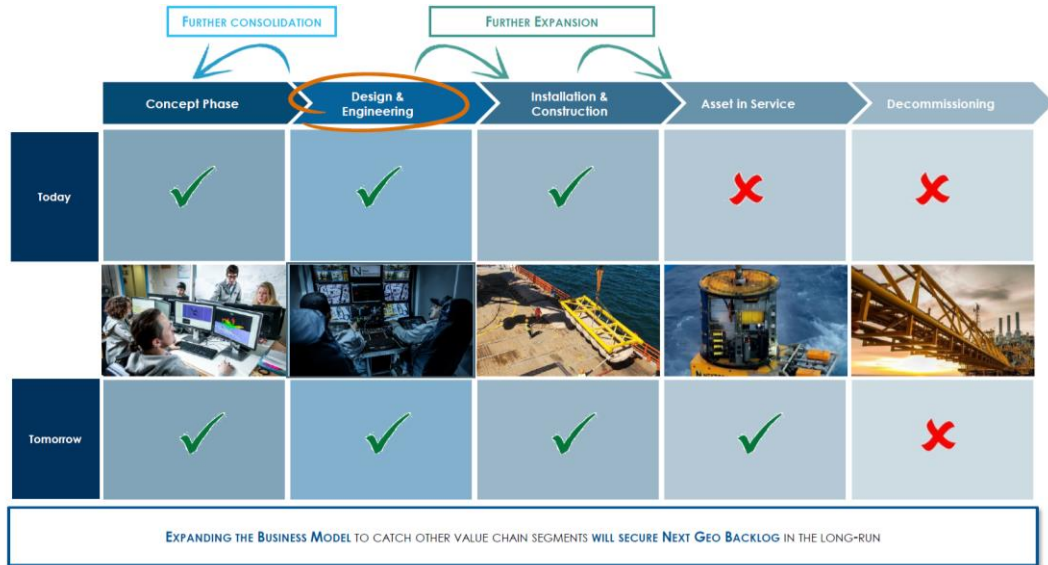 FURTHER CONSOLIDATION
FURTHER EXPANSION
Concept Phase
Design &
Engineering
Installation &
Construction
Asset in Service
Decommissioning
Today
Tomorrow
EXPANDING THE BUSINESS MODEL TO CATCH OTHER VALUE CHAIN SEGMENTS WILL SECURE NEXT GEO BACKLOG IN THE LONG-RUN